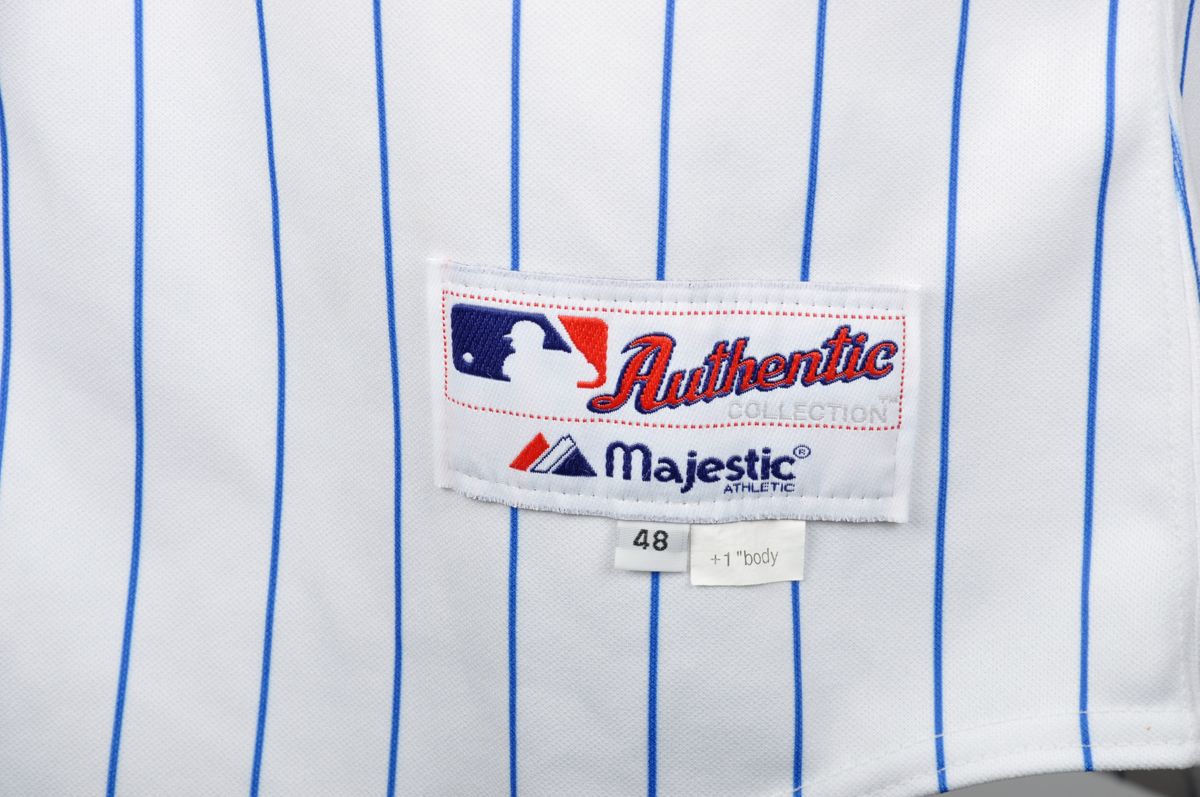 Authentic
COLLECTION™
Majestic®
ATHLETIC
48
+1"body